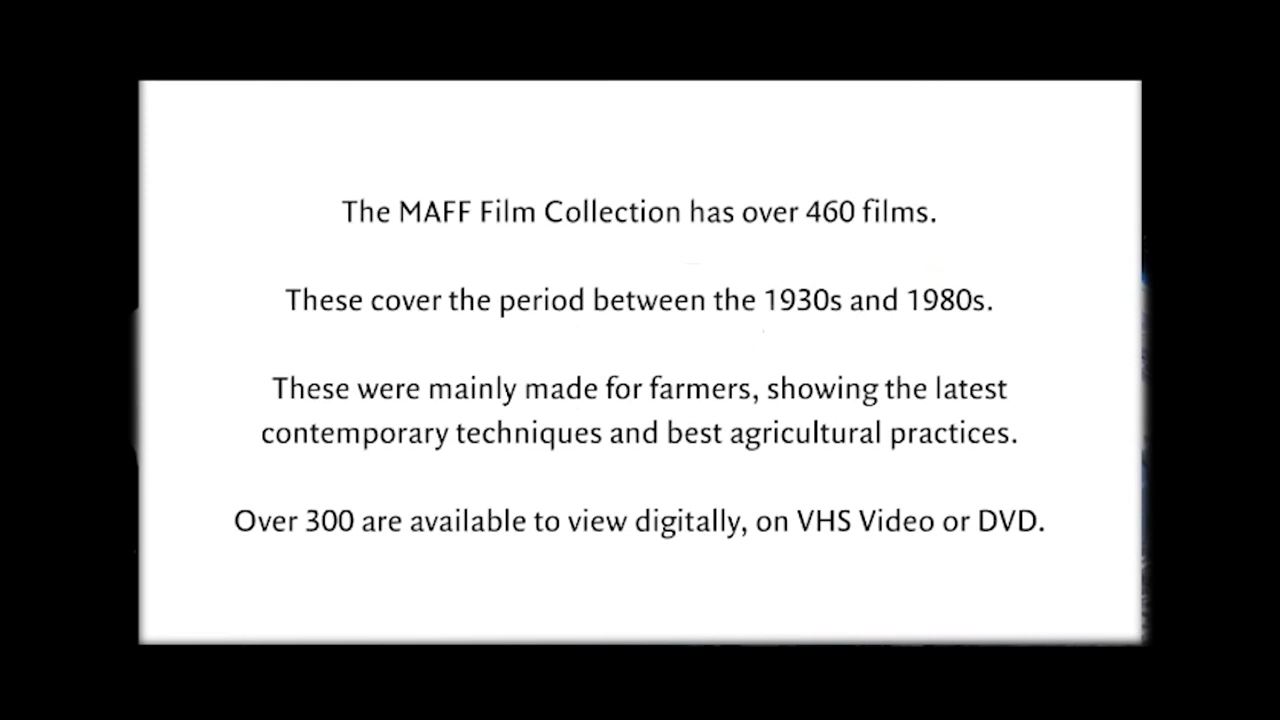 The MAFF Film Collection has over 460 films.
These cover the period between the 1930s and 1980s.
These were mainly made for farmers, showing the latest
contemporary techniques and best agricultural practices.
Over 300 are available to view digitally, on VHS Video or DVD.